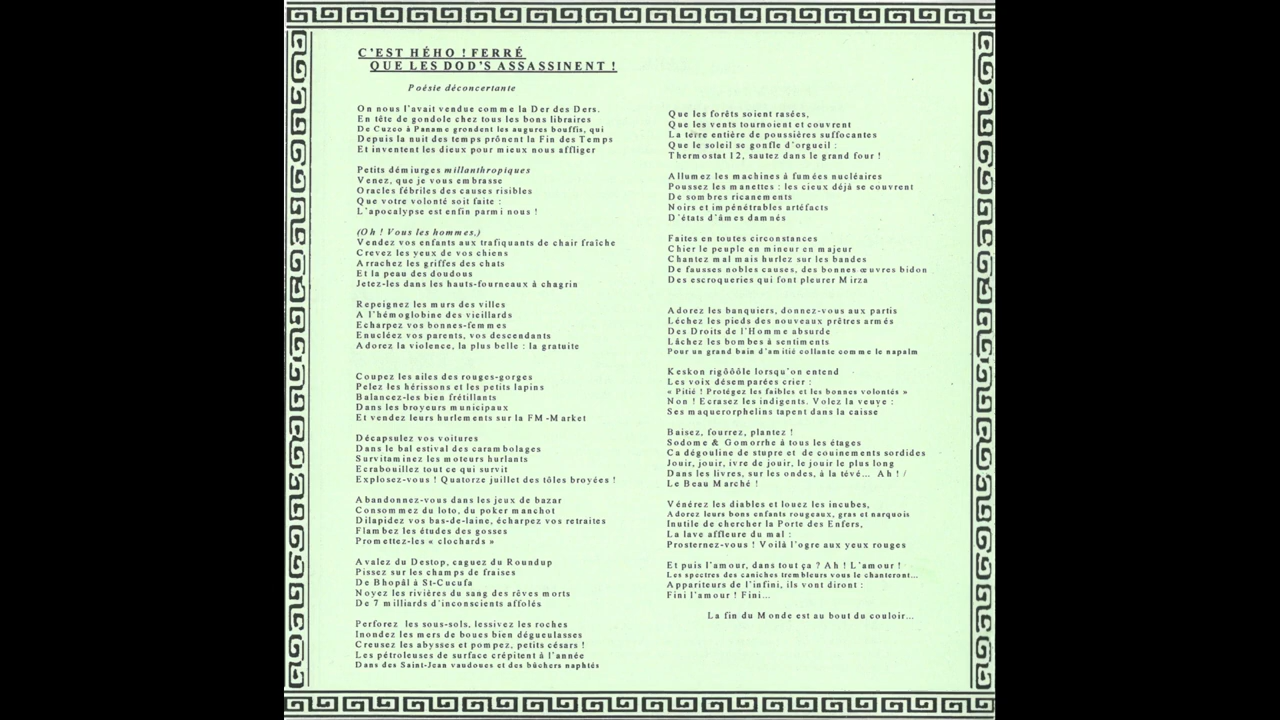 C'EST HÉHO ! FERRÉ
QUE LES DOD'S ASSASSINENT !
Poésie déconcertante
On nous l'avait vendue comme la Der des Ders.
En tête de gondole chez tous les bons libraires
De Cuzco à Paname grondent les augures bouffis, qui
Depuis la nuit des temps prônent la Fin des Temps
Et inventent les dieux pour mieux nous affliger
Petits démiurges millanthropiques
Venez, que je vous embrasse
Oracles fébriles des causes risibles
Que votre volonté soit faite :
L'apocalypse est enfin parmi nous !
(Oh ! Vous les hommes,)
Vendez vos enfants aux trafiquants de chair fraîche
Crevez les yeux de vos chiens
Arrachez les griffes des chats
Et la peau des doudous
Jetez-les dans les hauts-fourneaux à chagrin
Repeignez les murs des villes
A l'hémoglobine des vieillards
Echarpez vos bonnes-femmes
Enucléez vos parents, vos descendants
Adorez la violence, la plus belle : la gratuite
Coupez les ailes des rouges-gorges
Pelez les hérissons et les petits lapins
Balancez-les bien frétillants
Dans les broyeurs municipaux
Et vendez leurs hurlements sur la FM-Market
Décapsulez vos voitures
Dans le bal estival des carambolages
Survitaminez les moteurs hurlants
Ecrabouillez tout ce qui survit
Explosez-vous ! Quatorze juillet des tôles broyées !
Abandonnez-vous dans les jeux de bazar
Consommez du loto, du poker manchot
Dilapidez vos bas-de-laine, écharpez vos retraites
Flambez les études des gosses
Promettez-les « clochards »
Avalez du Destop, caguez du Roundup
Pissez sur les champs de fraises
De Bhopâl à St-Cucufa
Noyez les rivières du sang des rêves morts
De 7 milliards d'inconscients affolés
Perforez les sous-sols, lessivez les roches
Inondez les mers de boues bien dégueulasses
Creusez les abysses et pompez, petits césars !
Les pétroleuses de surface crépitent à l'année
Dans des Saint-Jean vaudoues et des bûchers naphtés
Que les forêts soient rasées,
Que les vents tournoient et couvrent
La terre entière de poussières suffocantes
Que le soleil se gonfle d'orgueil :
Thermostat 12, sautez dans le grand four !
Allumez les machines à fumées nucléaires
Poussez les manettes : les cieux déjà se couvrent
De sombres ricanements
Noirs et impénétrables artéfacts
D'états d'âmes damnés
Faites en toutes circonstances
Chier le peuple en mineur en majeur
Chantez mal mais hurlez sur les bandes
De fausses nobles causes, des bonnes œuvres bidon
Des escroqueries qui font pleurer Mirza
Adorez les banquiers, donnez-vous aux partis
Léchez les pieds des nouveaux prêtres armés
Des Droits de l'Homme absurde
Lâchez les bombes à sentiments
Pour un grand bain d'amitié collante comme le napalm
Keskon rigôôôle lorsqu'on entend
Les voix désemparées crier :
« Pitié ! Protégez les faibles et les bonnes volontés »
Non ! Ecrasez les indigents. Volez la veuve :
Ses maquerorphelins tapent dans la caisse
Baisez, fourrez, plantez !
Sodome & Gomorrhe à tous les étages
Ca dégouline de stupre et de couinements sordides
Jouir, jouir, ivre de jouir, le jouir le plus long
Dans les livres, sur les ondes, à la tévé... Ah ! /
Le Beau Marché !
Vénérez les diables et louez les incubes,
Adorez leurs bons enfants rougeaux, gras et narquois
Inutile de chercher la Porte des Enfers,
La lave affleure du mal :
Prosternez-vous ! Voilà l'ogre aux yeux rouges
Et puis l'amour, dans tout ça ? Ah ! L'amour !
Les spectres des caniches trembleurs vous le chanteront...
Appariteurs de l'infini, ils vont diront :
Fini l'amour ! Fini...
La fin du Monde est au bout du couloir...